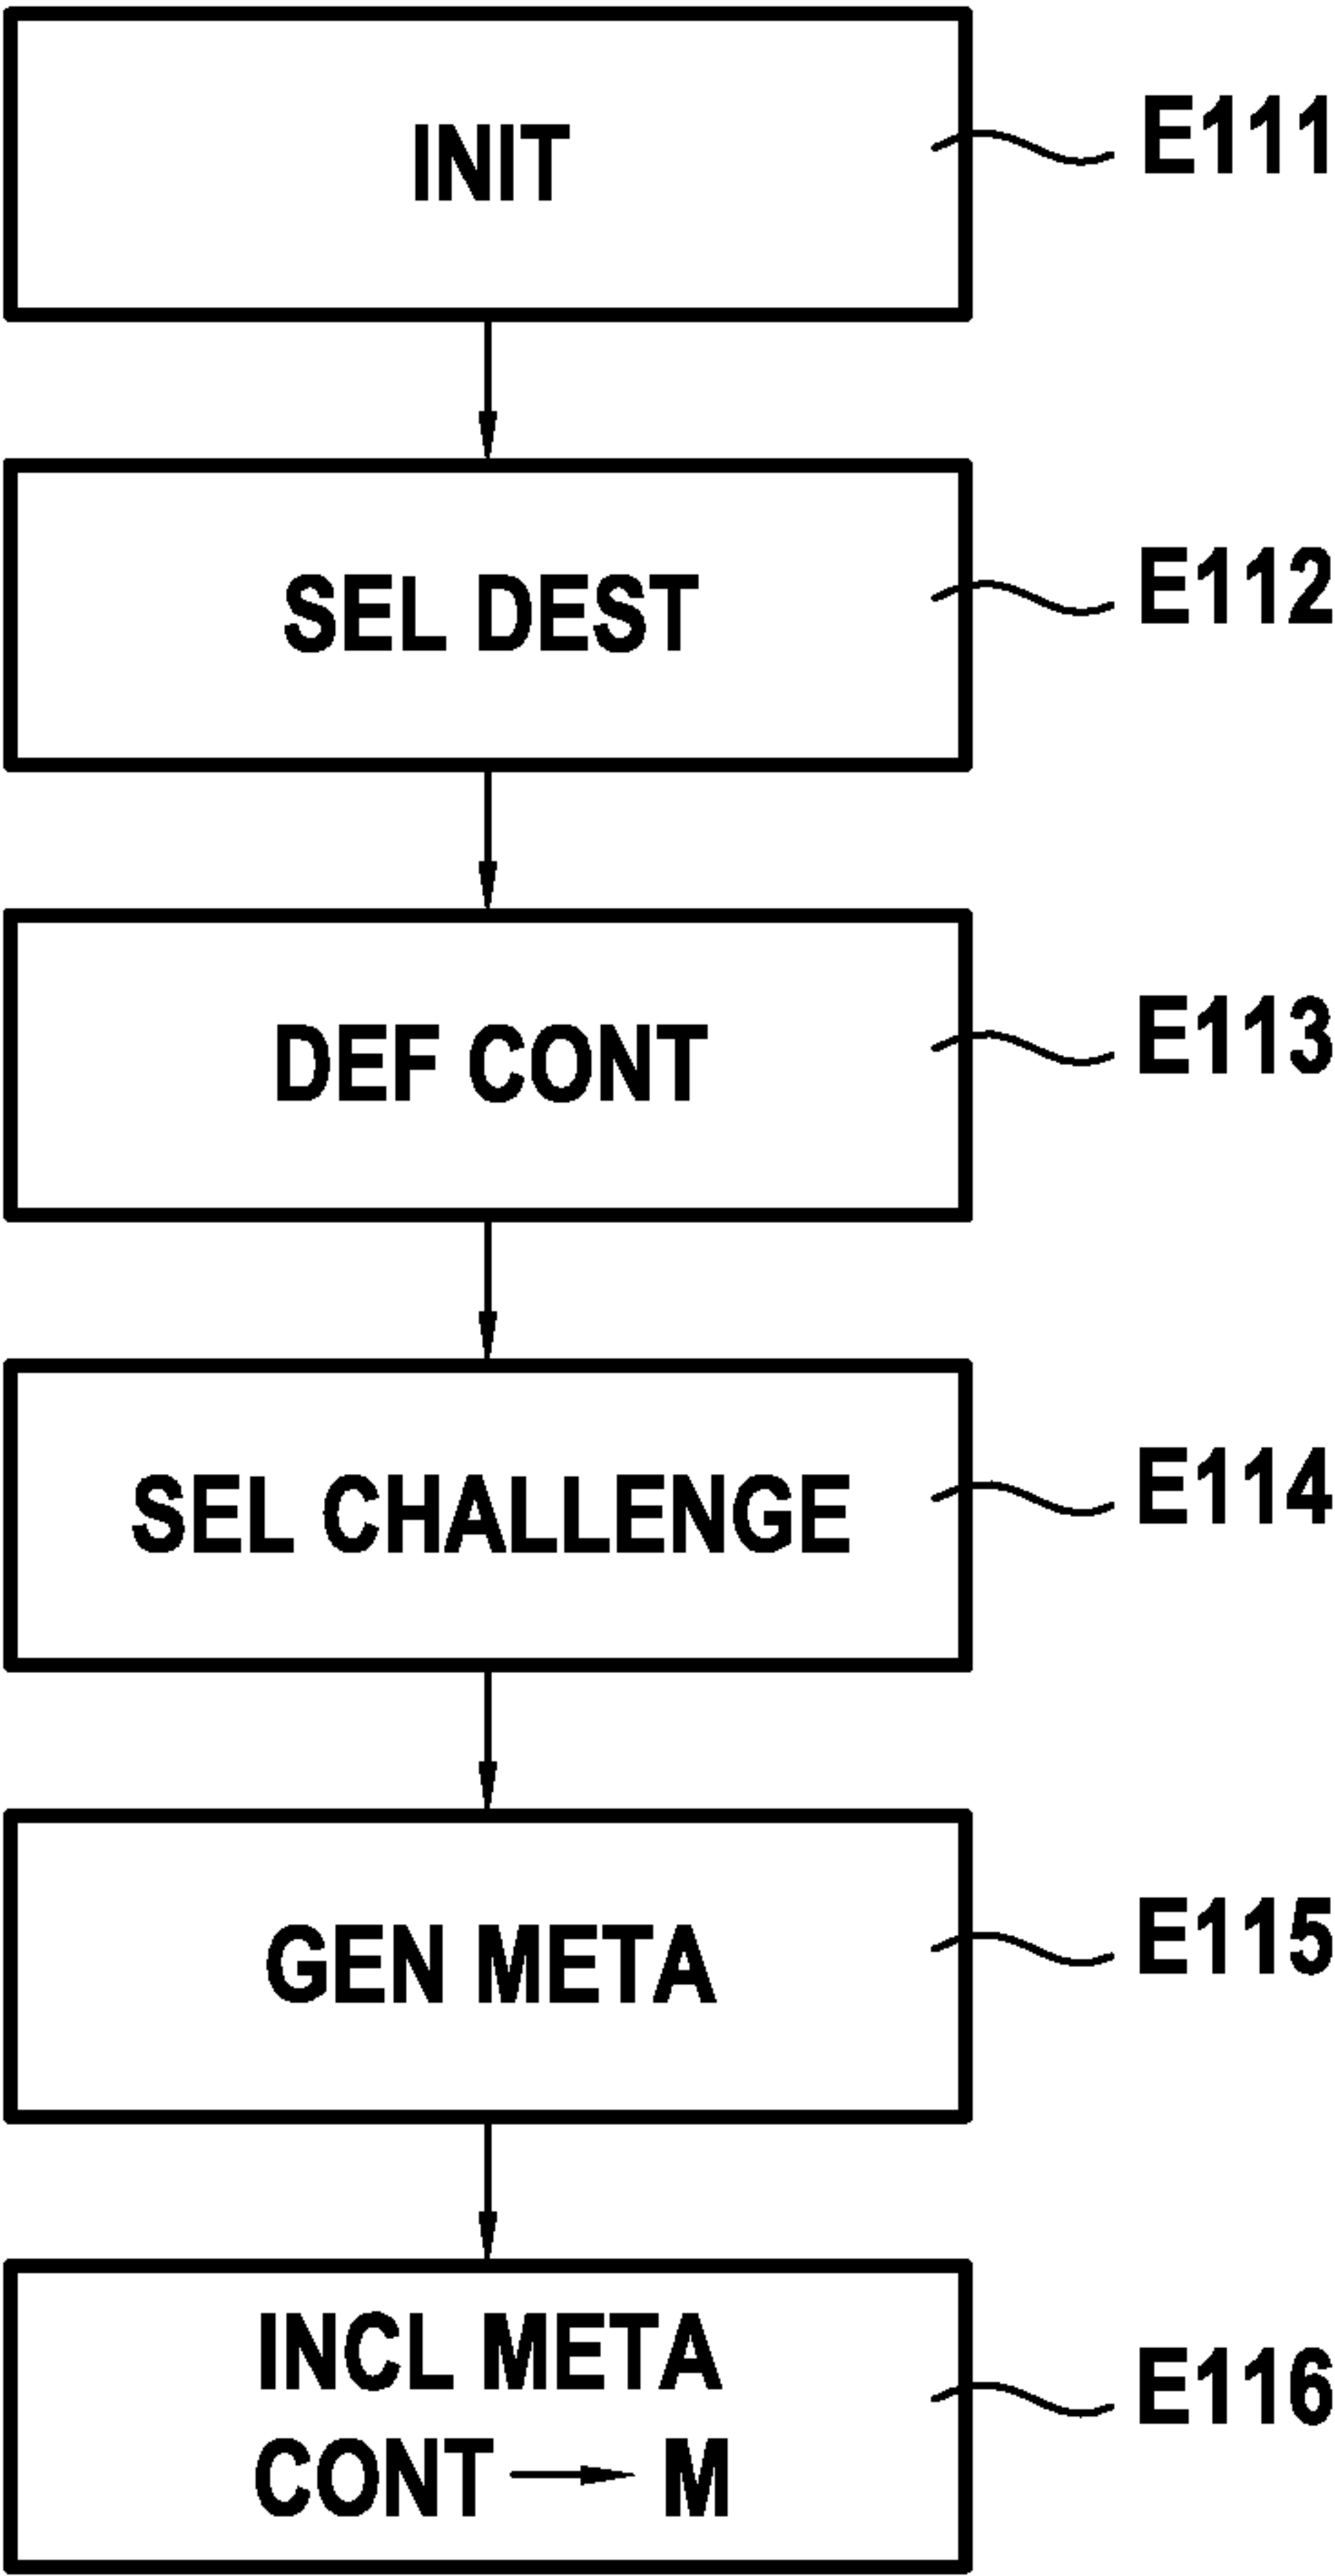 INIT
E111
SEL DEST
E112
DEF CONT
E113
SEL CHALLENGE
E114
GEN META
E115
INCL META
CONT → M
E116